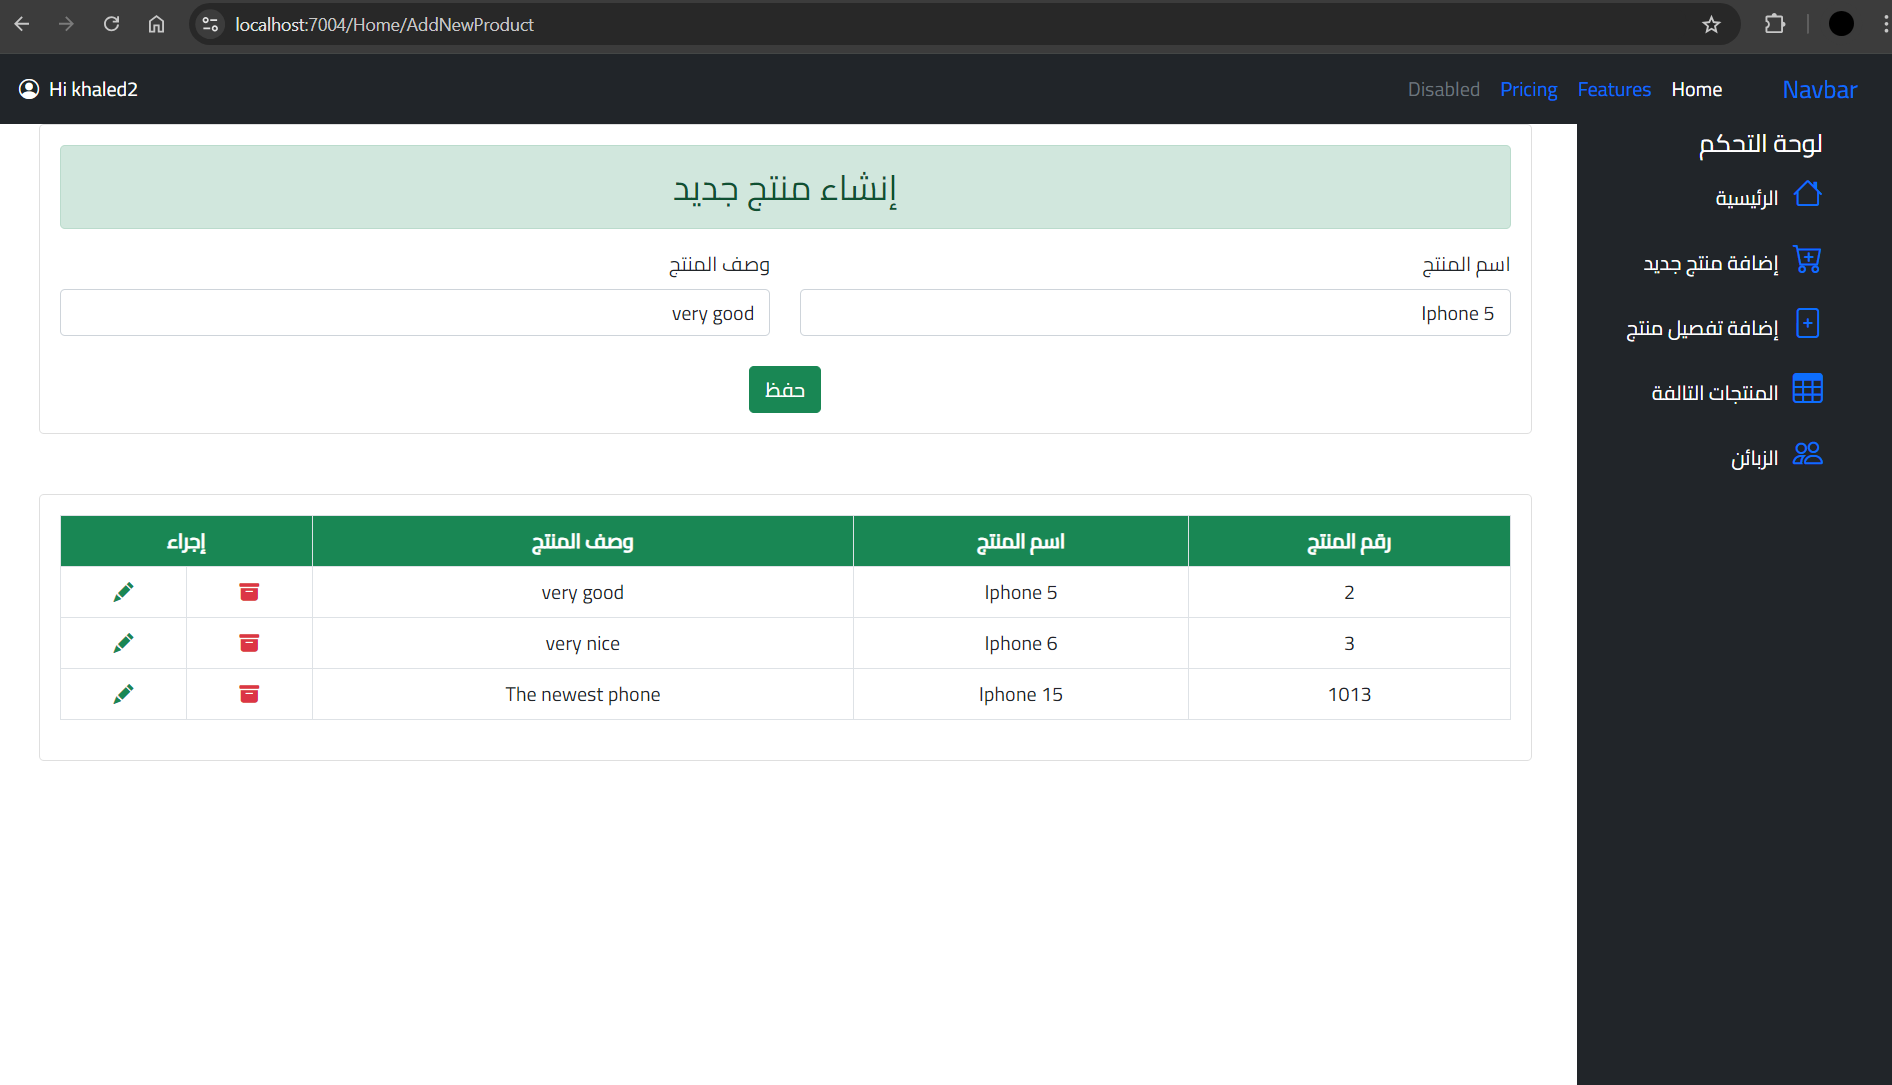 localhost:7004/Home/AddNewProduct
Navbar Home Features Pricing Disabled Hi khaled2
لوحة التحكم
الرئيسية
إضافة منتج جديد
إضافة تفصيل منتج
المنتجات التالفة
الزبائن
إنشاء منتج جديد
اسم المنتج وصف المنتج
Iphone 5 very good
حفظ
رقم المنتج اسم المنتج وصف المنتج إجراء
2 Iphone 5 very good
3 Iphone 6 very nice
1013 Iphone 15 The newest phone